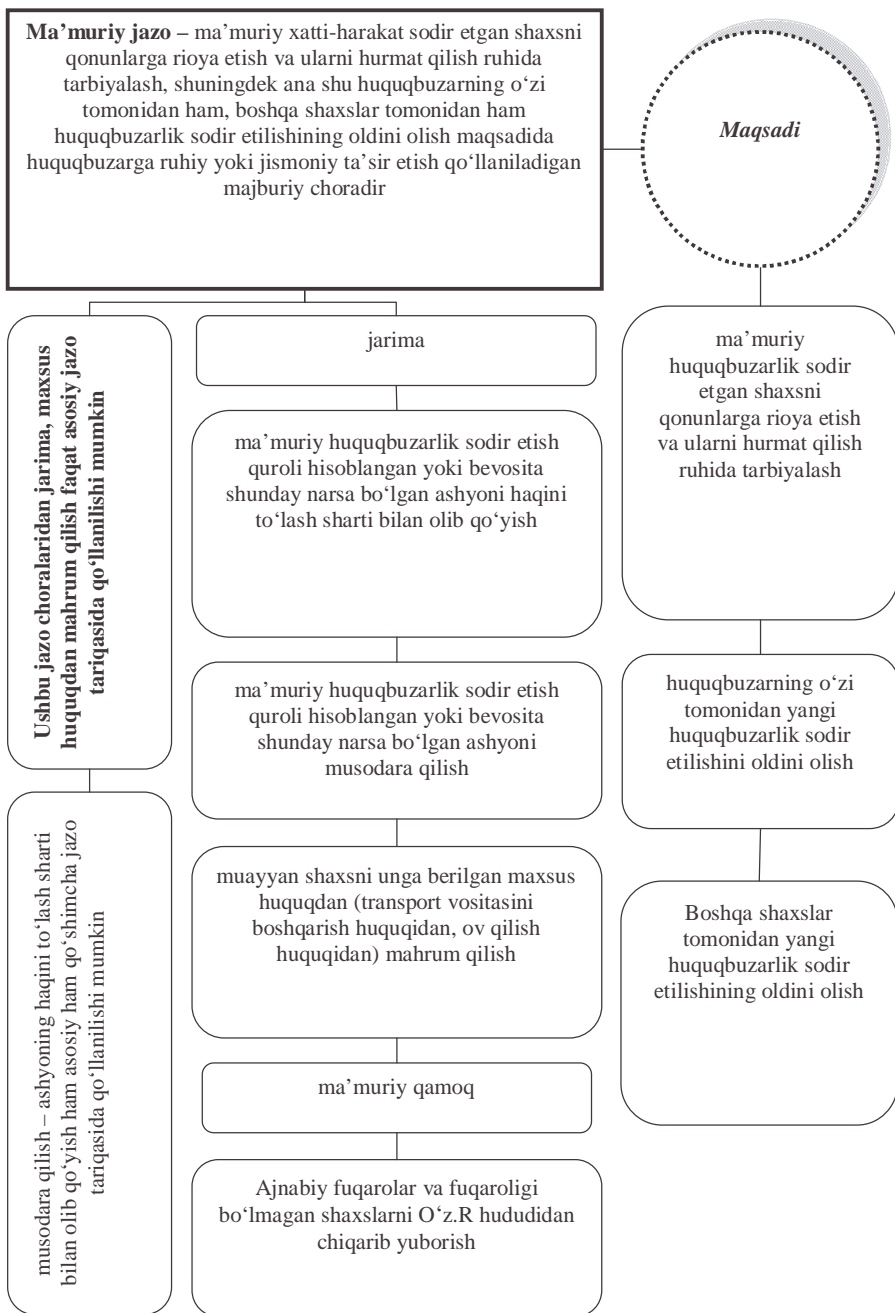 Ma’muriy jazo – ma’muriy xatti-harakat sodir etgan shaxsni
qonunlarga rioya etish va ularni hurmat qilish ruhida
tarbiyalash, shuningdek ana shu huquqbuzarning o‘zi
tomonidan ham, boshqa shaxslar tomonidan ham
huquqbuzarlik sodir etilishining oldini olish maqsadida
huquqbuzarga ruhiy yoki jismoniy ta’sir etish qo‘llaniladigan
majburiy choradir
Maqsadi
Ushbu jazo choralaridan jarima, maxsus
huquqdan mahrum qilish faqat asosiy jazo
tariqasida qo‘llanilishi mumkin
musodara qilish – ashyoning haqini to‘lash sharti
bilan olib qo‘yish ham asosiy ham qo‘shimcha jazo
tariqasida qo‘llanilishi mumkin
jarima
ma’muriy huquqbuzarlik sodir etish
quroli hisoblangan yoki bevosita
shunday narsa bo‘lgan ashyoni haqini
to‘lash sharti bilan olib qo‘yish
ma’muriy huquqbuzarlik sodir etish
quroli hisoblangan yoki bevosita
shunday narsa bo‘lgan ashyoni
musodara qilish
muayyan shaxsni unga berilgan maxsus
huquqdan (transport vositasini
boshqarish huquqidan, ov qilish
huquqidan) mahrum qilish
ma’muriy qamoq
Ajnabiy fuqarolar va fuqaroligi
bo‘lmagan shaxslarni O‘z.R hududidan
chiqarib yuborish
ma’muriy
huquqbuzarlik sodir
etgan shaxsni
qonunlarga rioya etish
va ularni hurmat qilish
ruhida tarbiyalash
huquqbuzarning o‘zi
tomonidan yangi
huquqbuzarlik sodir
etilishini oldini olish
Boshqa shaxslar
tomonidan yangi
huquqbuzarlik sodir
etilishining oldini olish